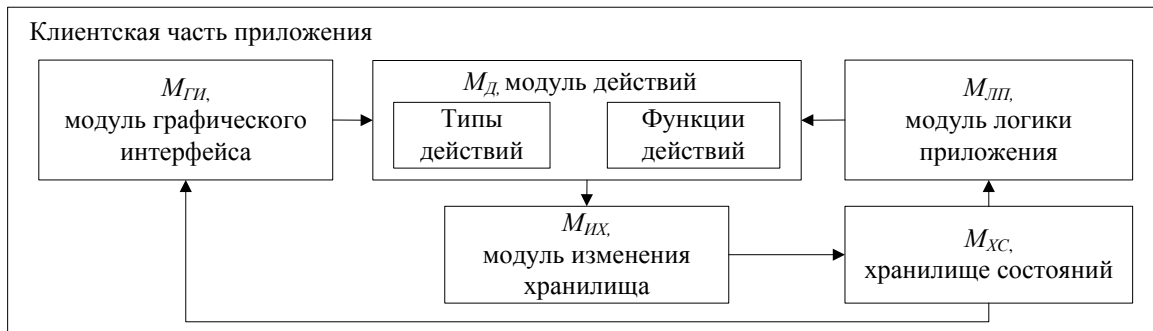 Клиентская часть приложения
M_ГИ,
модуль графического
интерфейса
M_Д, модуль действий
Типы
действий
Функции
действий
M_ЛП,
модуль логики
приложения
M_ИХ,
модуль изменения
хранилища
M_ХС,
хранилище состояний